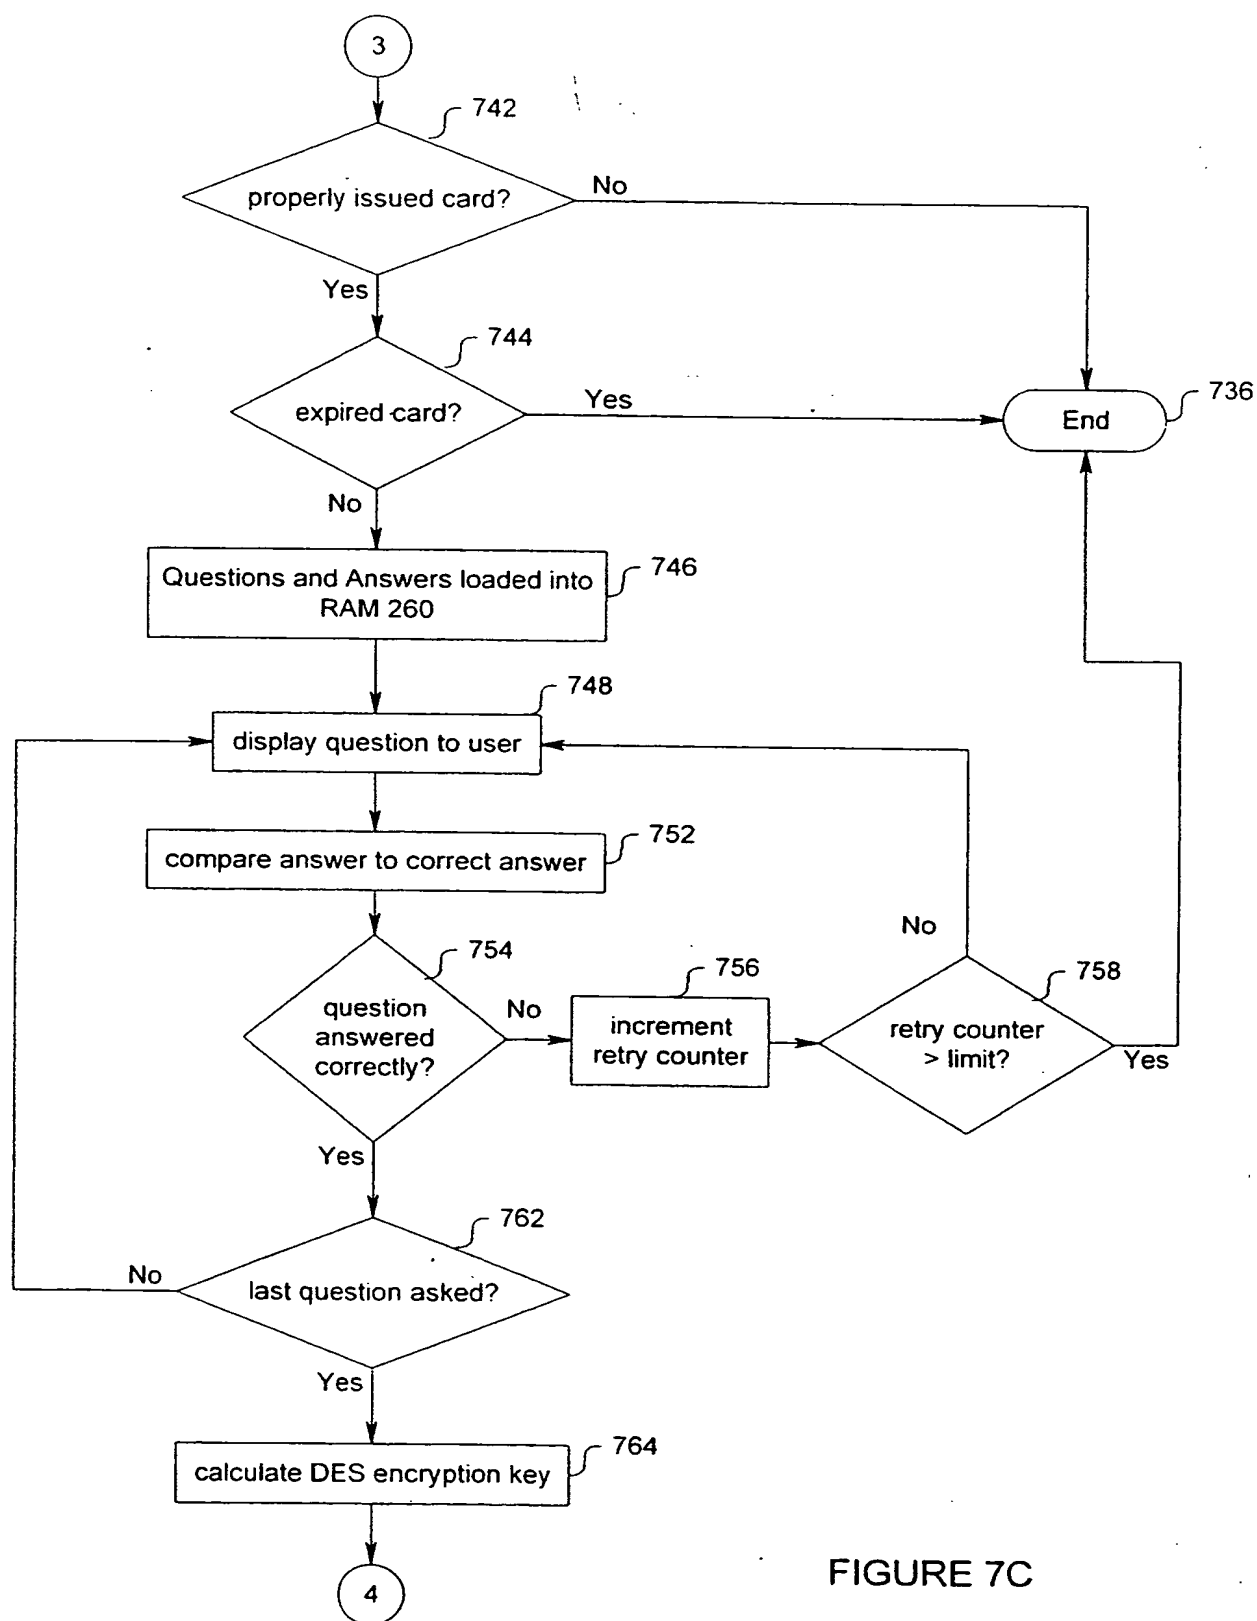 3
742
properly issued card?
No
Yes
744
expired card?
Yes
End
736
No
Questions and Answers loaded into
RAM 260
746
748
display question to user
752
compare answer to correct answer
No
754
question
answered
correctly?
No
756
increment
retry counter
758
retry counter
> limit?
Yes
Yes
762
No
last question asked?
Yes
764
calculate DES encryption key
4
FIGURE 7C